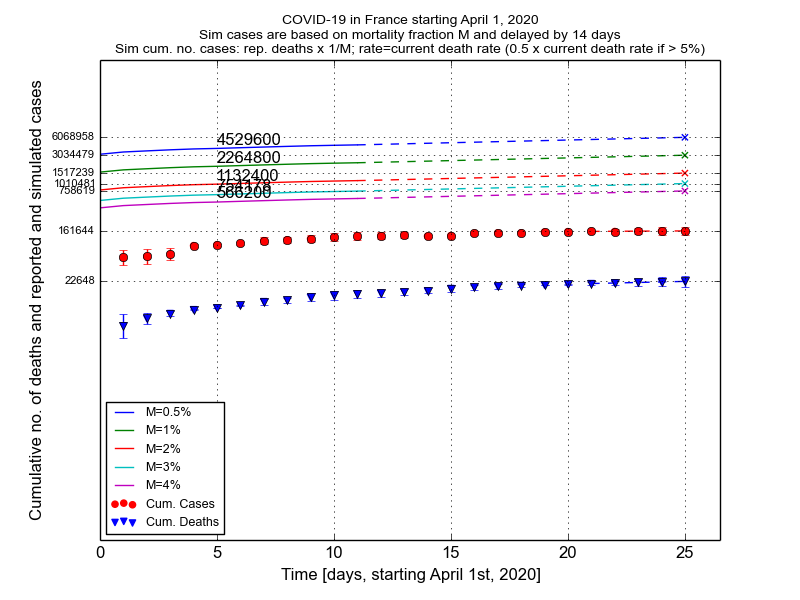 COVID-19 in France starting April 1, 2020
Sim cases are based on mortality fraction M and delayed by 14 days
Sim cum. no. cases: rep. deaths x 1/M; rate=current death rate (0.5 x current death rate if > 5%)
Cumulative no. of deaths and reported and simulated cases
6068958
3034479
1517239
1010481
758619
161644
22648
4529600
2264800
1132400
566200
M=0.5%
M=1%
M=2%
M=3%
M=4%
Cum. Cases
Cum. Deaths
0
5
10
15
20
25
Time [days, starting April 1st, 2020]